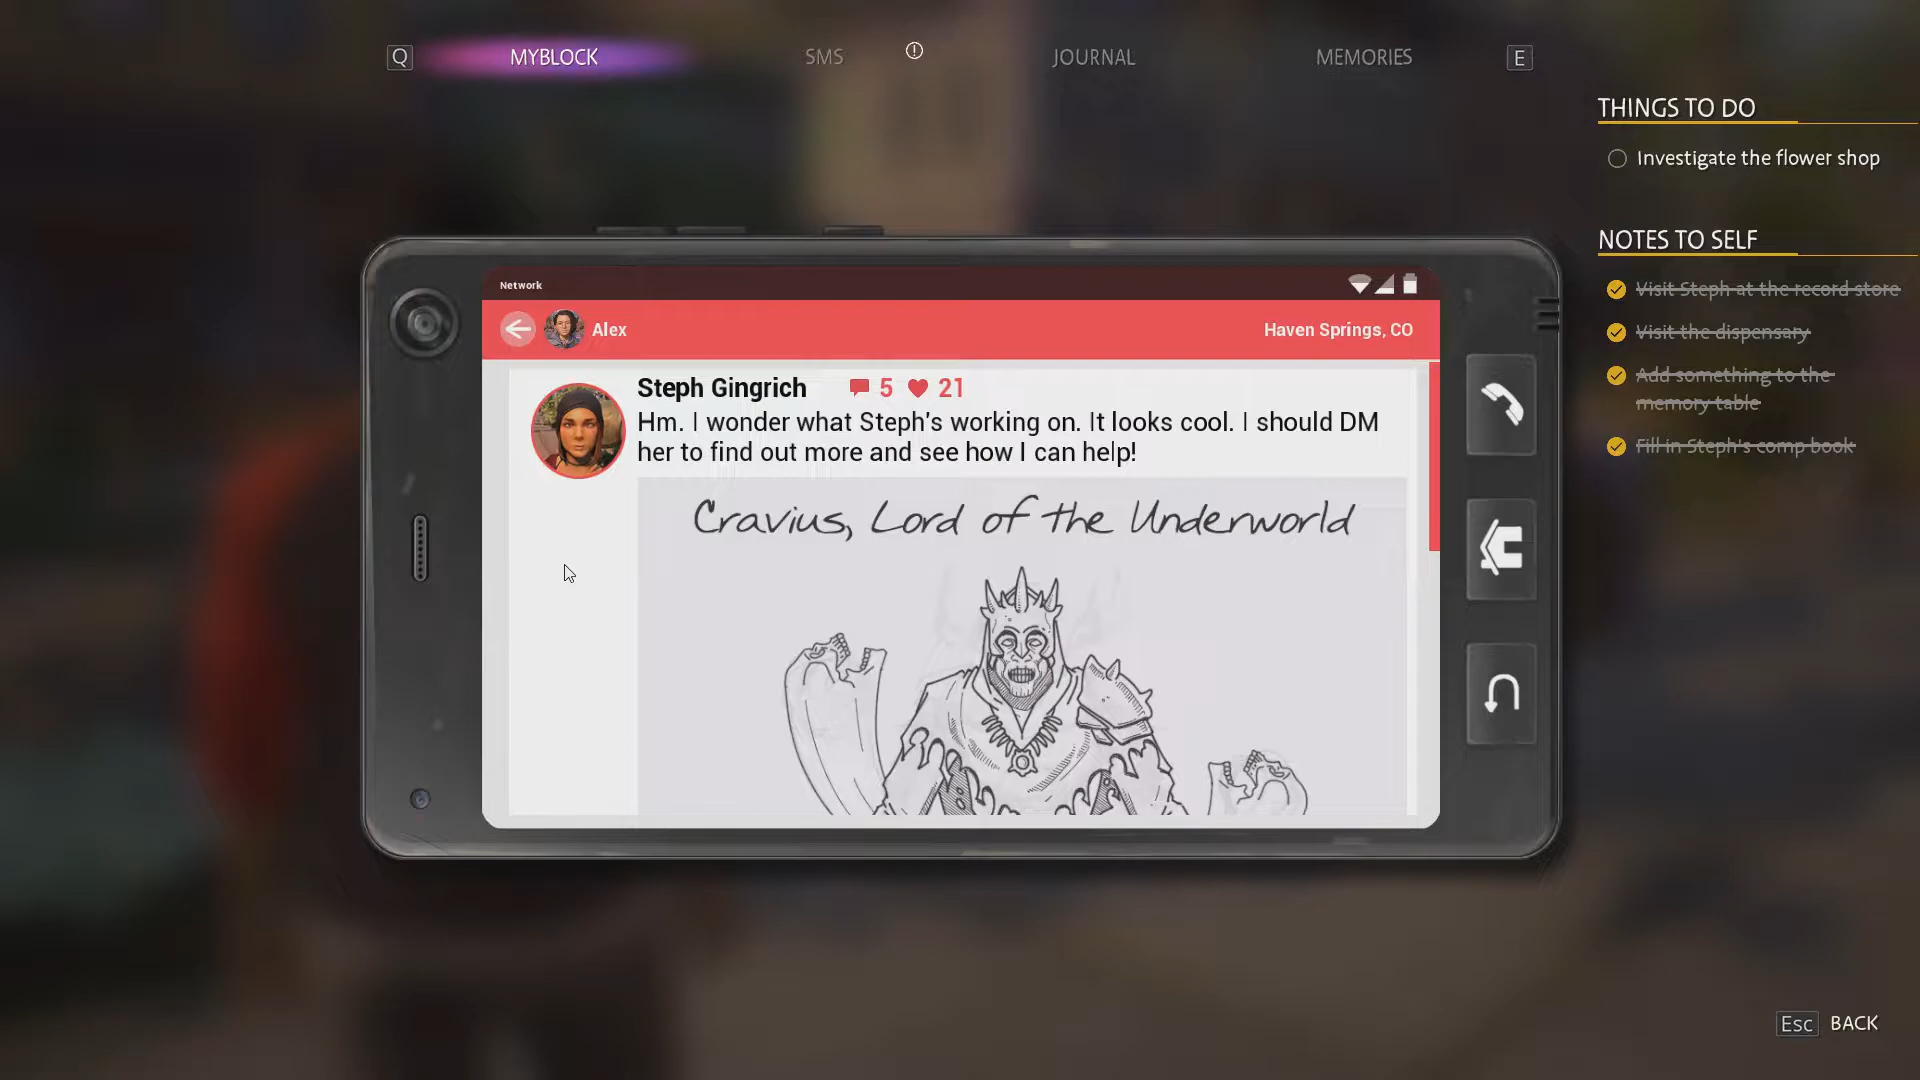 Q
MYBLOCK
SMS
JOURNAL
MEMORIES
E
THINGS TO DO
Investigate the flower shop
NOTES TO SELF
Visit Steph at the record store
Visit the dispensary
Add something to the
memory table
Fill in Steph's comp book
Network
Alex
Haven Springs, CO
Steph Gingrich 5 21
Hm. I wonder what Steph's working on. It looks cool. I should DM
her to find out more and see how I can help!
Cravius, Lord of the Underworld
Esc BACK